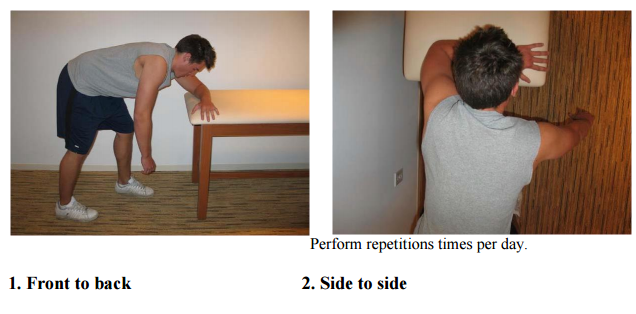 Perform repetitions times per day.
1. Front to back
2. Side to side